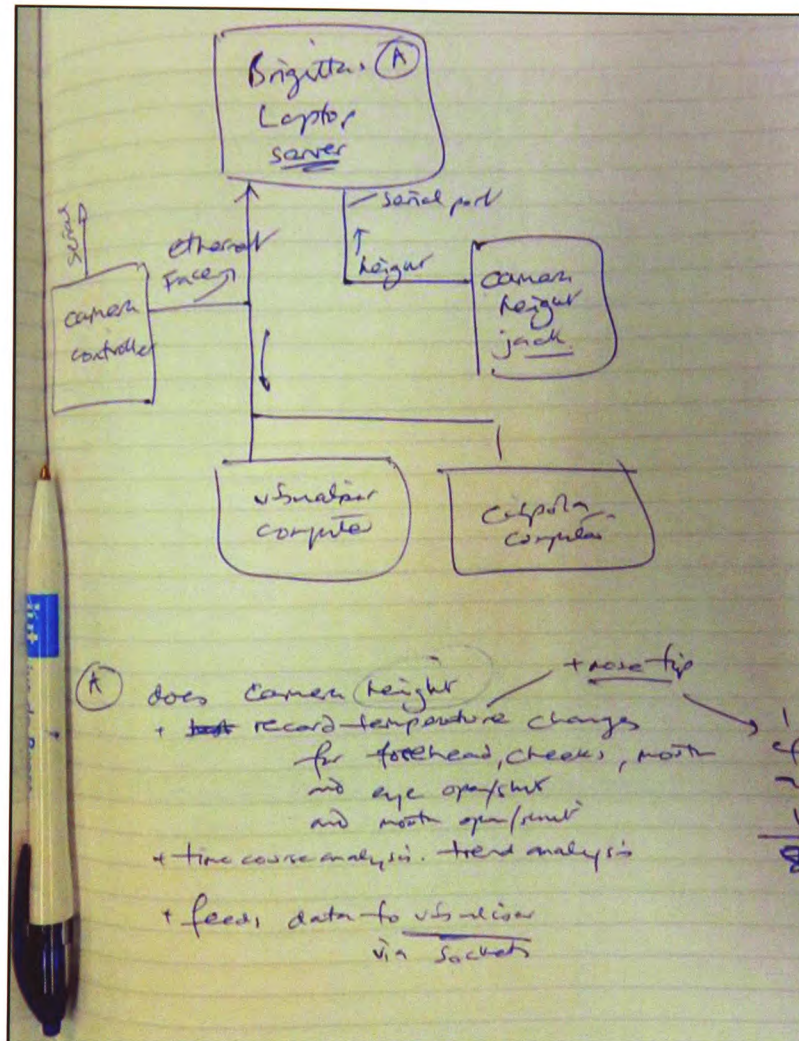 Brigitta's (A)
Laptop
server
serial port
serial
ethernet
Face
height
camera
controller
camera
height
jack.
visualiser
computer
computer
(A) does camera height
+ nose tip
+ record temperature changes
for forehead, cheeks, mouth
and eye open/shut
and mouth open/shut
+ time course analysis. trend analysis
+ feeds data to visualiser
via sockets